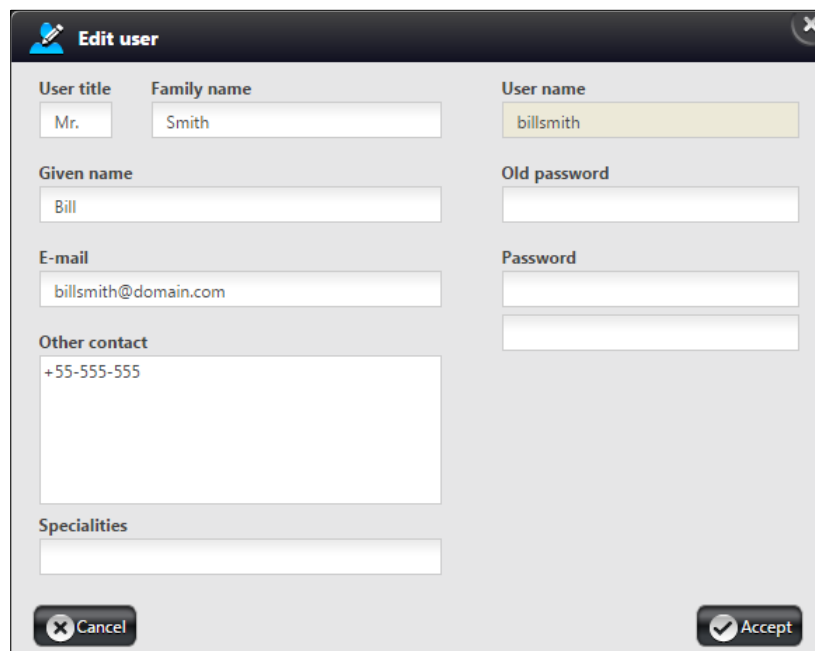 Edit user
User title Family name User name
Mr. Smith billsmith
Given name Old password
Bill
E-mail Password
billsmith@domain.com
Other contact
+55-555-555
Specialities
Cancel Accept